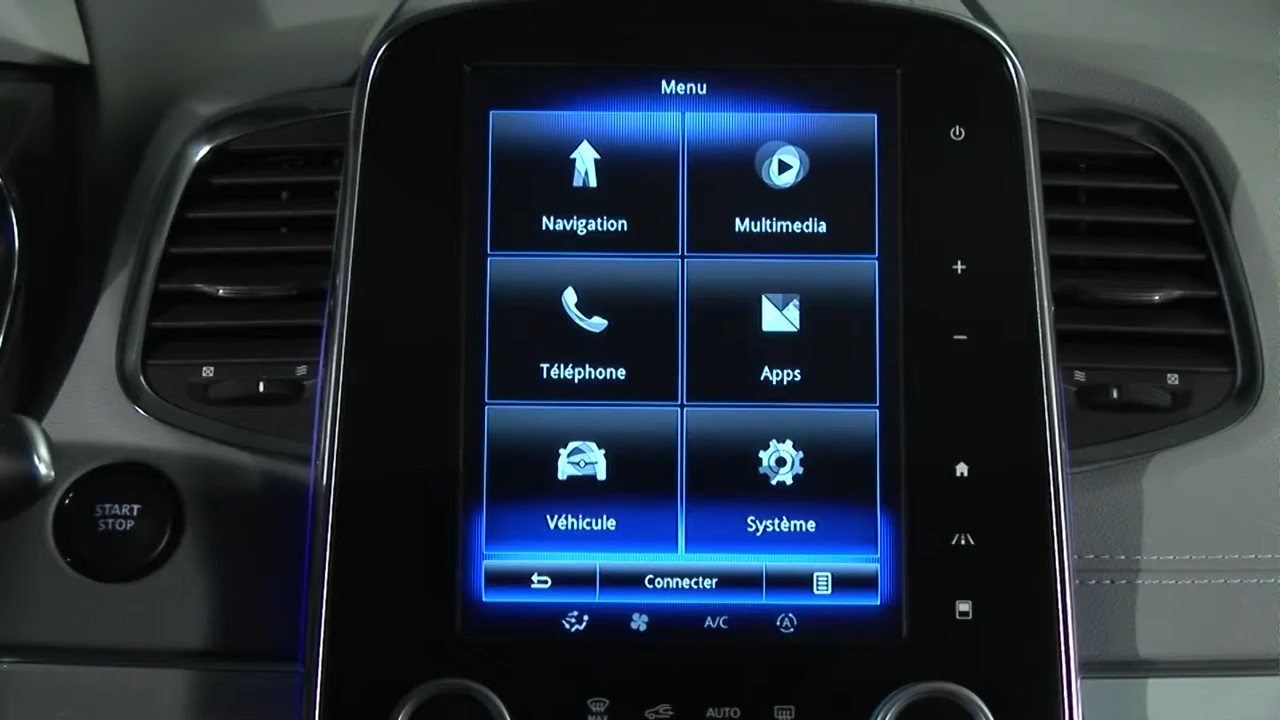 Menu
Navigation
Multimedia
Téléphone
Apps
START
STOP
Véhicule
Système
Connecter
A/C
A
MAX
AUTO